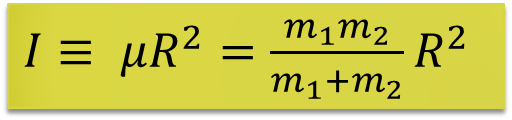 I ≡ μR² = m₁m₂/m₁+m₂ R²